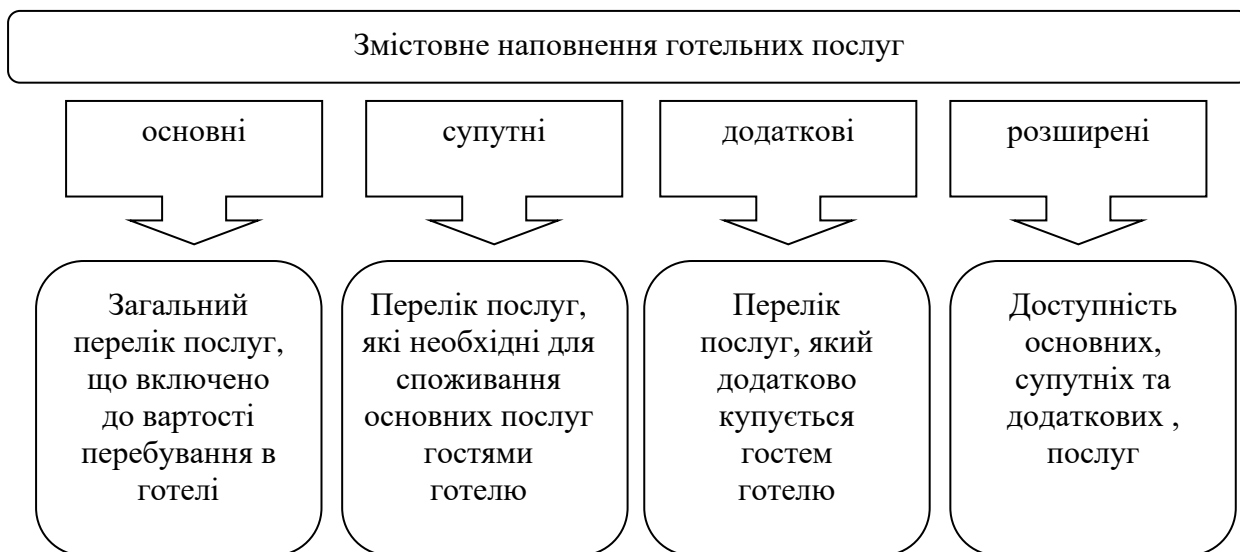 Змістовне наповнення готельних послуг
основні
супутні
додаткові
розширені
Загальний
перелік послуг,
що включено
до вартості
перебування в
готелі
Перелік послуг,
які необхідні для
споживання
основних послуг
гостями
готелю
Перелік
послуг, який
додатково
купується
гостем
готелю
Доступність
основних,
супутніх та
додаткових ,
послуг